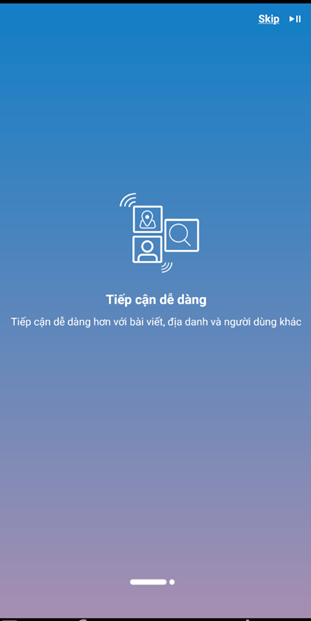 Skip
Tiếp cận dễ dàng
Tiếp cận dễ dàng hơn với bài viết, địa danh và người dùng khác